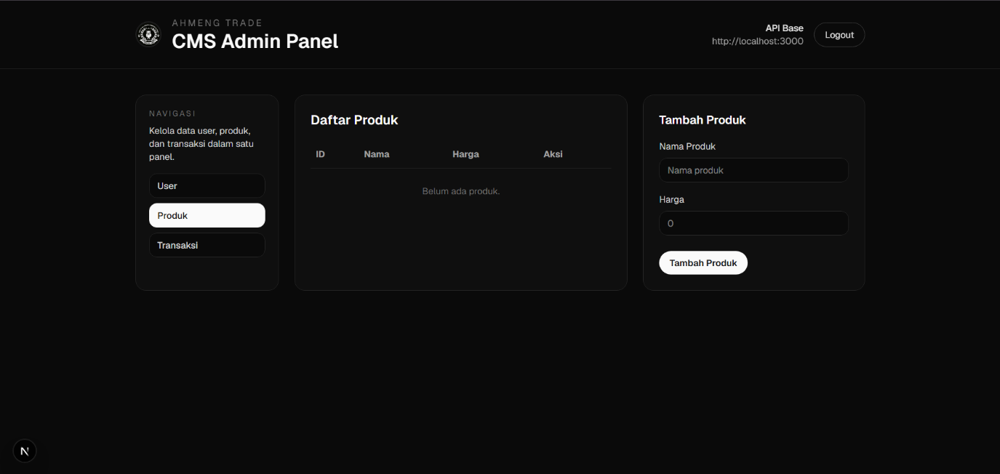 AHMENG TRADE
CMS Admin Panel
API Base
http://localhost:3000
Logout
NAVIGASI
Kelola data user, produk,
dan transaksi dalam satu
panel.
User
Produk
Transaksi
Daftar Produk
ID Nama Harga Aksi
Belum ada produk.
Tambah Produk
Nama Produk
Nama produk
Harga
0
Tambah Produk
N